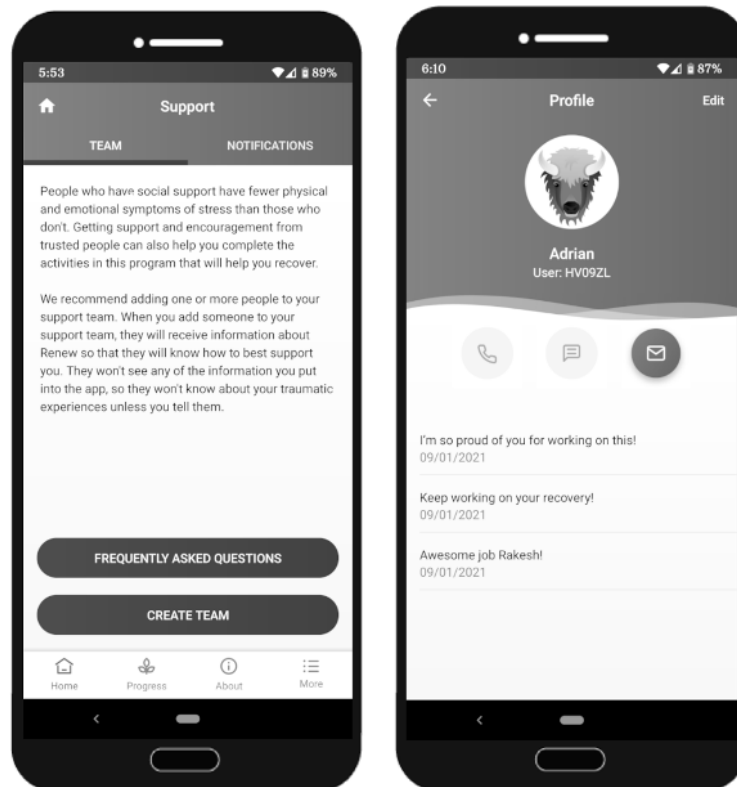 5:53
89%
Support
TEAM
NOTIFICATIONS
People who have social support have fewer physical
and emotional symptoms of stress than those who
don't. Getting support and encouragement from
trusted people can also help you complete the
activities in this program that will help you recover.
We recommend adding one or more people to your
support team. When you add someone to your
support team, they will receive information about
Renew so that they will know how to best support
you. They won't see any of the information you put
into the app, so they won't know about your traumatic
experiences unless you tell them.
FREQUENTLY ASKED QUESTIONS
CREATE TEAM
Home
Progress
About
More
6:10
87%
Profile
Edit
Adrian
User: HV09ZL
I'm so proud of you for working on this!
09/01/2021
Keep working on your recovery!
09/01/2021
Awesome job Rakesh!
09/01/2021